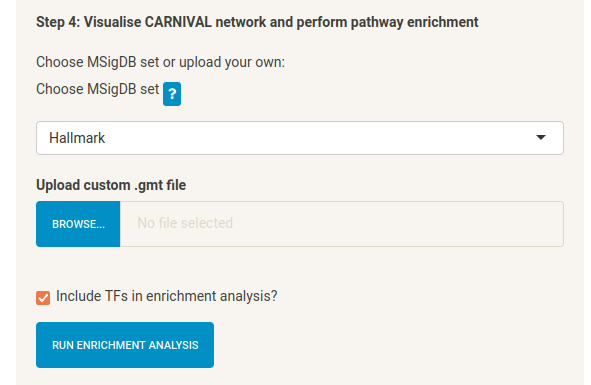 Step 4: Visualise CARNIVAL network and perform pathway enrichment
Choose MSigDB set or upload your own:
Choose MSigDB set ?
Hallmark
Upload custom .gmt file
BROWSE... No file selected
Include TFs in enrichment analysis?
RUN ENRICHMENT ANALYSIS